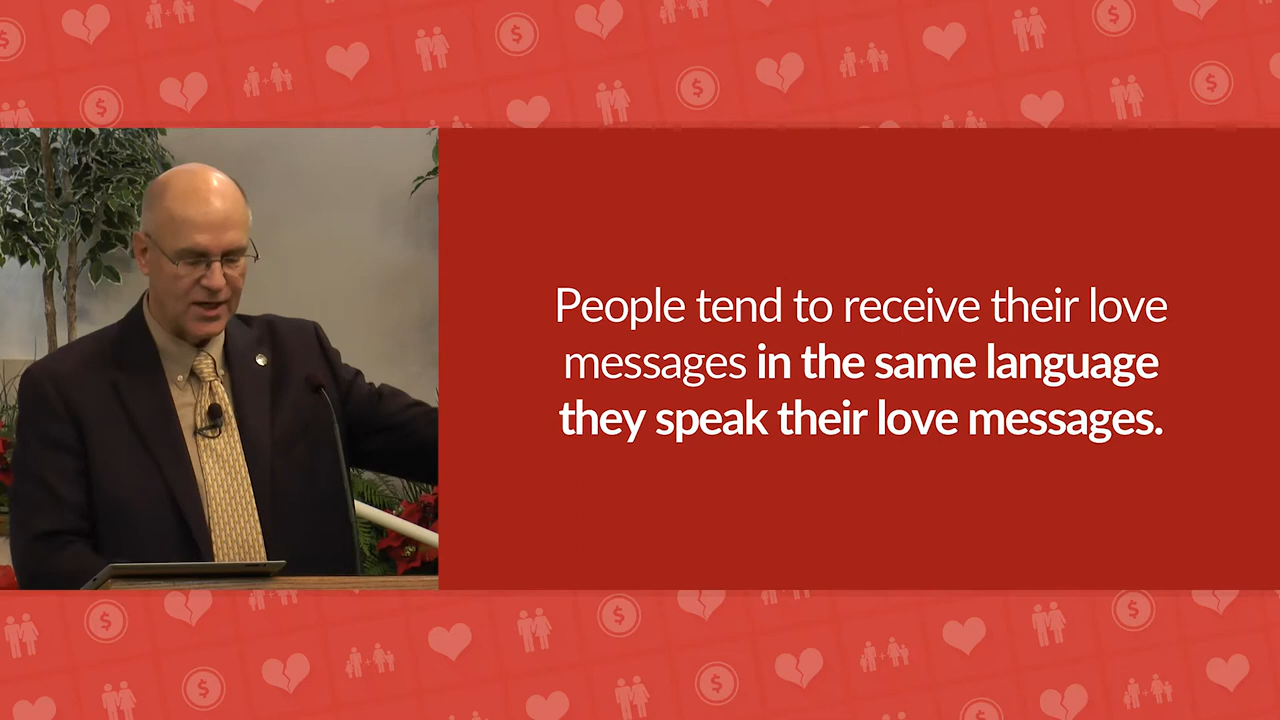 People tend to receive their love
messages in the same language
they speak their love messages.